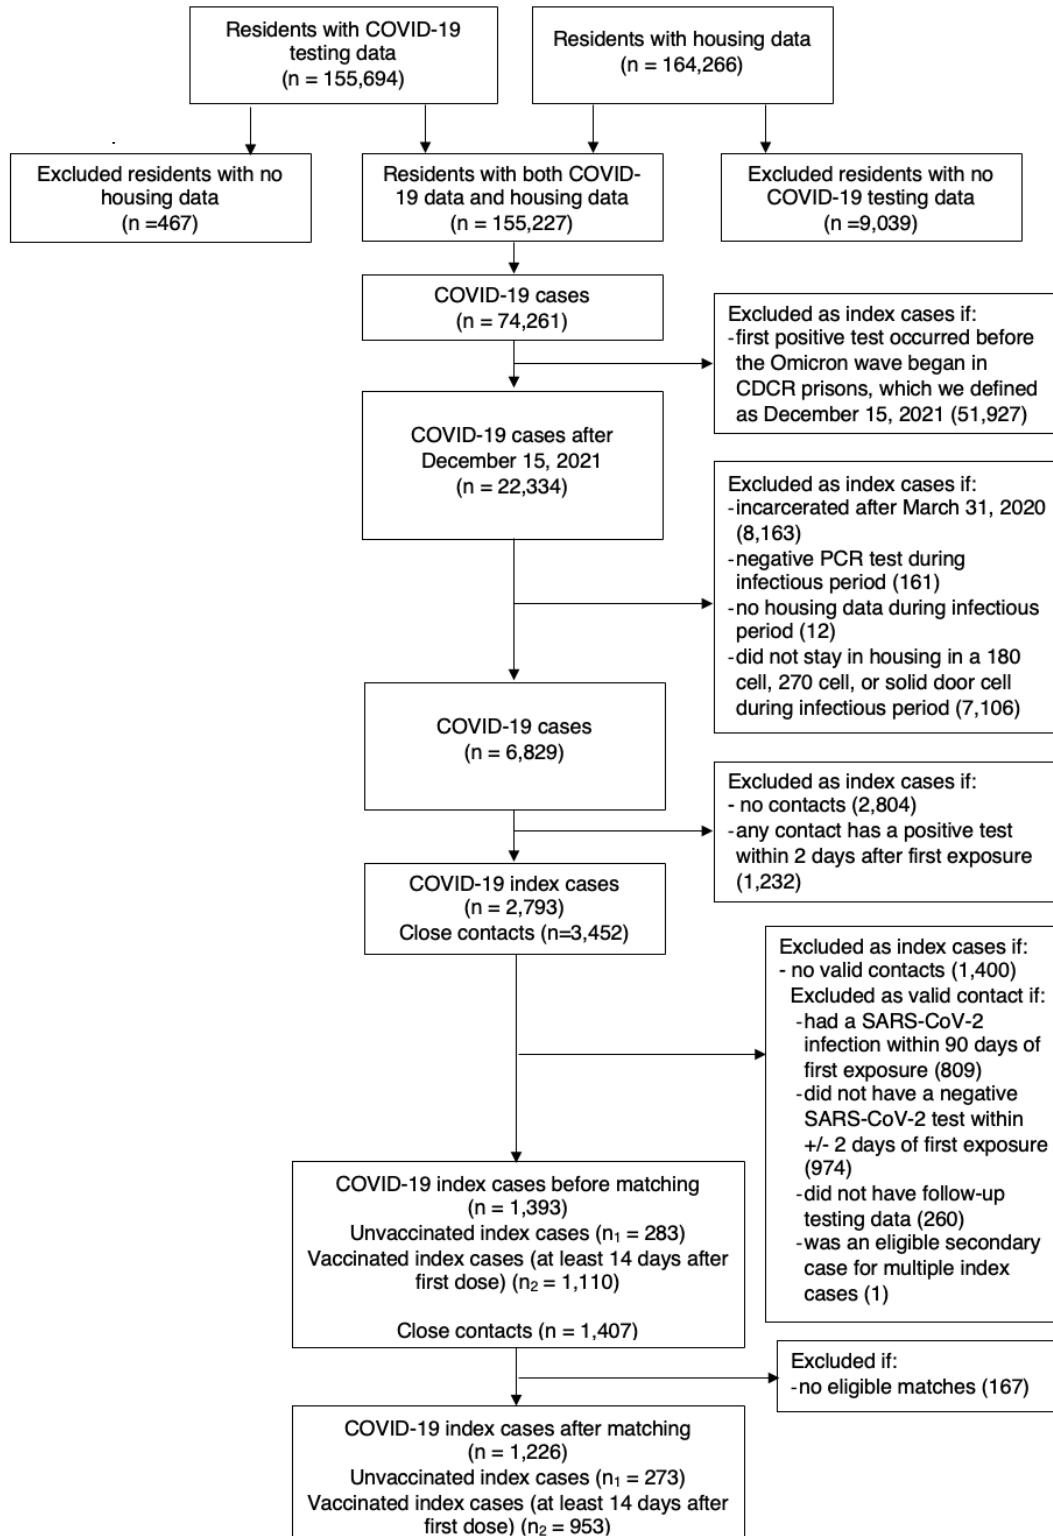 Residents with COVID-19
testing data
(n = 155,694)
Residents with housing data
(n = 164,266)
Excluded residents with no
housing data
(n =467)
Residents with both COVID-
19 data and housing data
(n = 155,227)
Excluded residents with no
COVID-19 testing data
(n =9,039)
COVID-19 cases
(n = 74,261)
Excluded as index cases if:
-first positive test occurred before
the Omicron wave began in
CDCR prisons, which we defined
as December 15, 2021 (51,927)
COVID-19 cases after
December 15, 2021
(n = 22,334)
Excluded as index cases if:
-incarcerated after March 31, 2020
(8,163)
-negative PCR test during
infectious period (161)
-no housing data during infectious
period (12)
-did not stay in housing in a 180
cell, 270 cell, or solid door cell
during infectious period (7,106)
COVID-19 cases
(n = 6,829)
Excluded as index cases if:
- no contacts (2,804)
-any contact has a positive test
within 2 days after first exposure
(1,232)
COVID-19 index cases
(n = 2,793)
Close contacts (n=3,452)
Excluded as index cases if:
- no valid contacts (1,400)
Excluded as valid contact if:
-had a SARS-CoV-2
infection within 90 days of
first exposure (809)
-did not have a negative
SARS-CoV-2 test within
+/- 2 days of first exposure
(974)
-did not have follow-up
testing data (260)
-was an eligible secondary
case for multiple index
cases (1)
COVID-19 index cases before matching
(n = 1,393)
Unvaccinated index cases (n₁ = 283)
Vaccinated index cases (at least 14 days after
first dose) (n₂ = 1,110)
Close contacts (n = 1,407)
Excluded if:
-no eligible matches (167)
COVID-19 index cases after matching
(n = 1,226)
Unvaccinated index cases (n₁ = 273)
Vaccinated index cases (at least 14 days after
first dose) (n₂ = 953)